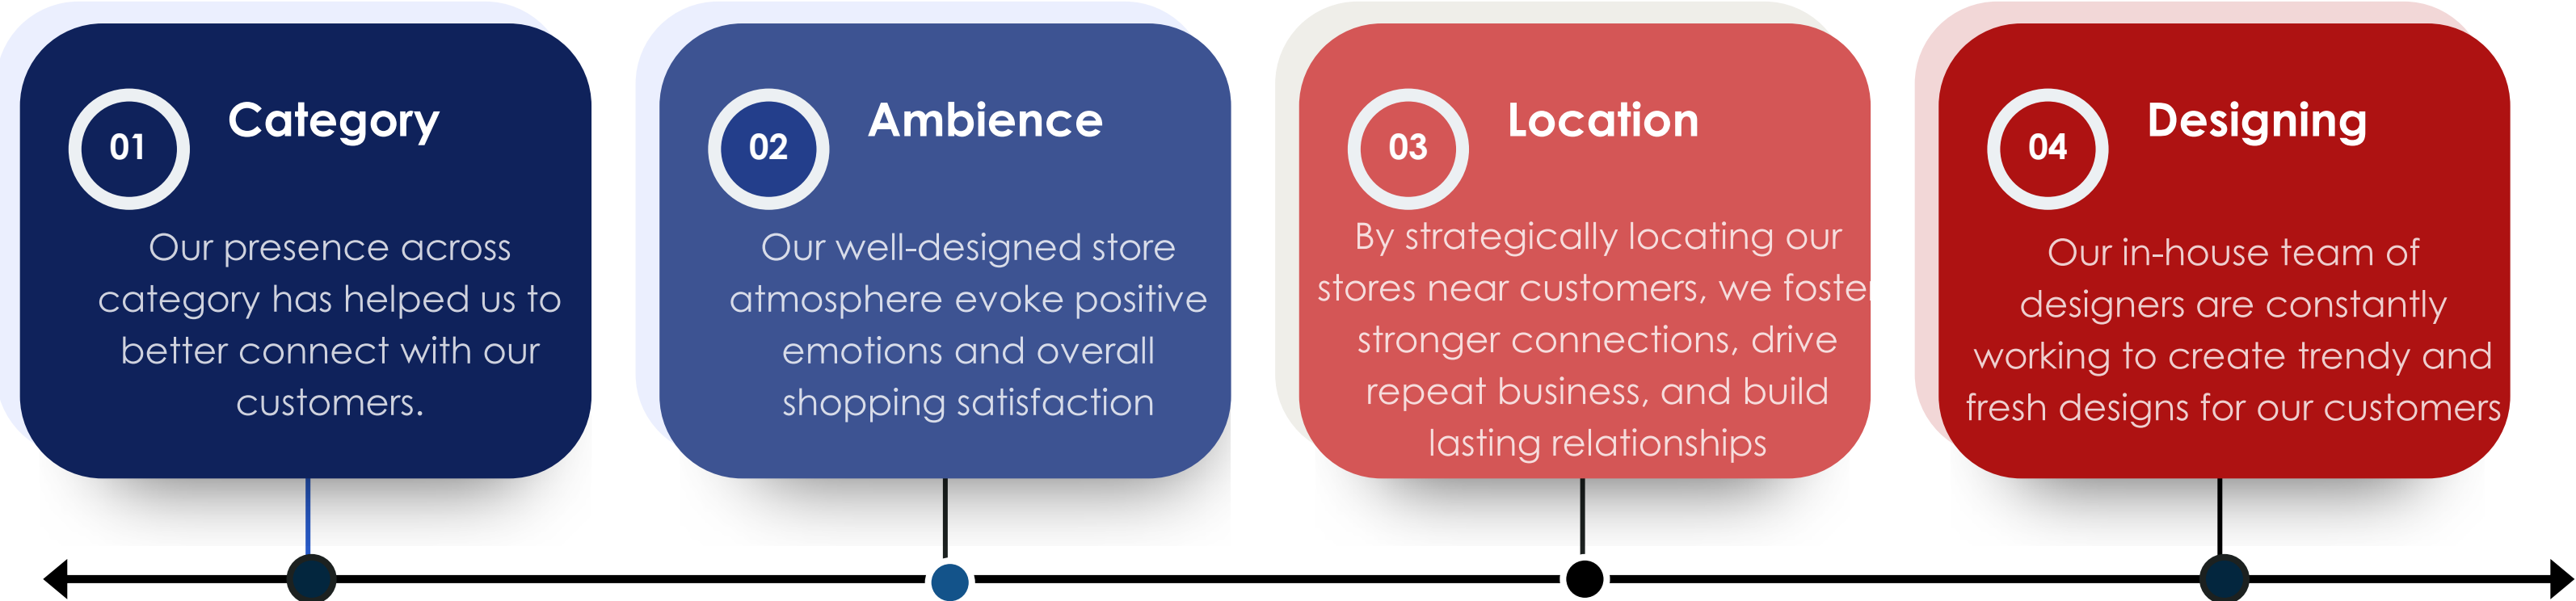 01
Category
Our presence across
category has helped us to
better connect with our
customers.
02
Ambience
Our well-designed store
atmosphere evoke positive
emotions and overall
shopping satisfaction
03
Location
By strategically locating our
stores near customers, we foster
stronger connections, drive
repeat business, and build
lasting relationships
04
Designing
Our in-house team of
designers are constantly
working to create trendy and
fresh designs for our customers